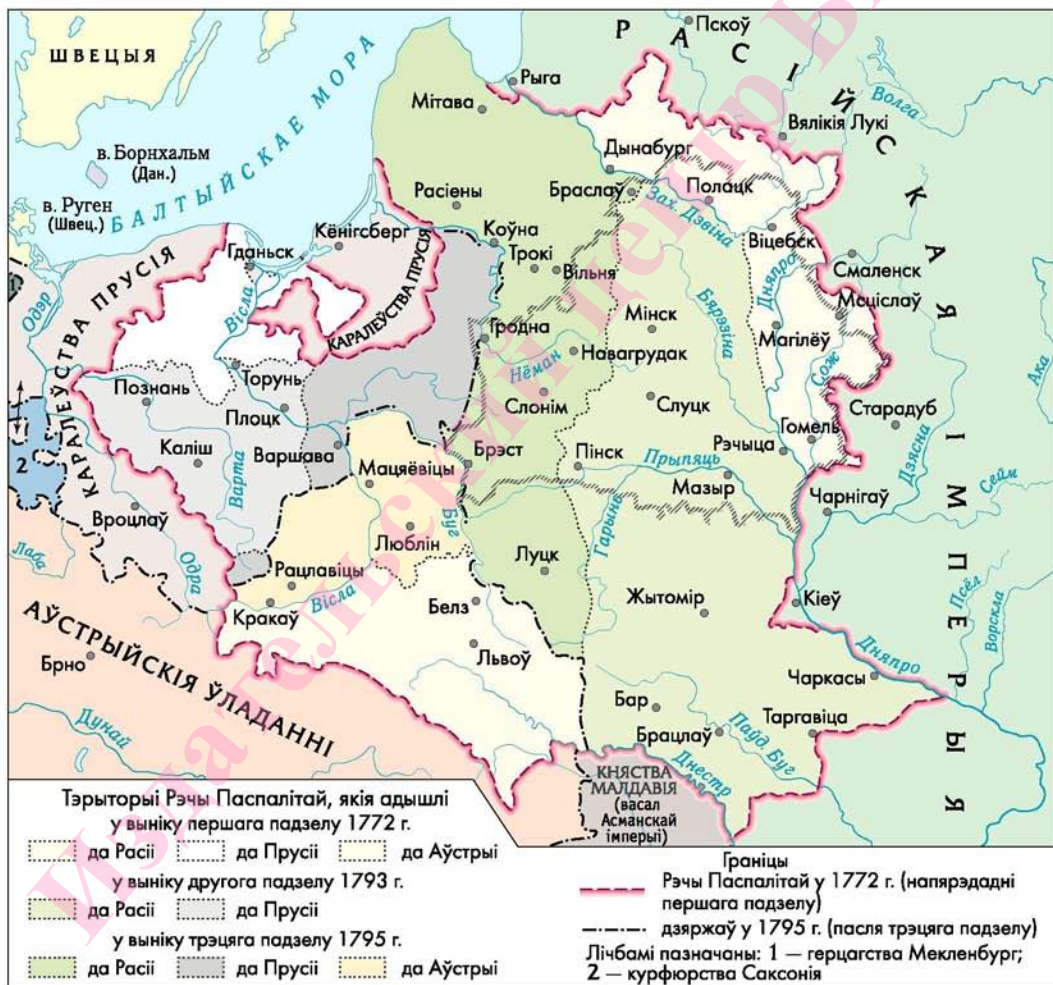 ШВЕЦЫЯ
БАЛТЫЙСКАЕ МОРА
в. Борнхальм
(Дан.)
в. Руген
(Швец.)
РАСІЙСКАЯ ІМПЕРЫЯ
Пскоў
Рыга
Мітава
Волга
Вялікія Лукі
Дынабург
Браслаў
Полацк
Зах. Дзвіна
Расіены
Кёнігсберг
Коўна
Трокі
Вільня
Віцебск
Смаленск
Дняпро
Мсціслаў
Гданьск
Вісла
Одэр
КАРАЛЕЎСТВА ПРУСІЯ
КАРАЛЕЎСТВА ПРУСІЯ
1
Гродна
Мінск
Бярэзіна
Магілёў
Сож
Нёман
Навагрудак
Ака
Познань
Торунь
Плоцк
Слонім
Слуцк
Старадуб
Дзясна
Гомель
Рэчыца
2
Каліш
Варшава
Мацяёвіцы
Брэст
Пінск
Прыпяць
Мазыр
Сейм
Варта
Вроцлаў
Буг
Чарнігаў
Лаба
Одра
Люблін
Луцк
Гарынь
Рацлавіцы
Вісла
Кракаў
Белз
Жытомір
Кіеў
Псёл
Ворскла
АЎСТРЫЙСКІЯ ЎЛАДАННІ
Брно
Львоў
Дняпро
Чаркасы
Дунай
Бар
Брацлаў
Паўд. Буг
Таргавіца
Днестр
КНЯСТВА
МАЛДАВІЯ
(васал
Асманскай
імперыі)
Тэрыторыі Рэчы Паспалітай, якія адышлі
у выніку першага падзелу 1772 г.
да Расіі да Прусіі да Аўстрыі
у выніку другога падзелу 1793 г.
да Расіі да Прусіі
у выніку трэцяга падзелу 1795 г.
да Расіі да Прусіі да Аўстрыі
Граніцы
Рэчы Паспалітай у 1772 г. (напярэдадні
першага падзелу)
дзяржаў у 1795 г. (пасля трэцяга падзелу)
Лічбамі пазначаны: 1 — герцагства Мекленбург;
2 — курфюрства Саксонія
Издательский центр